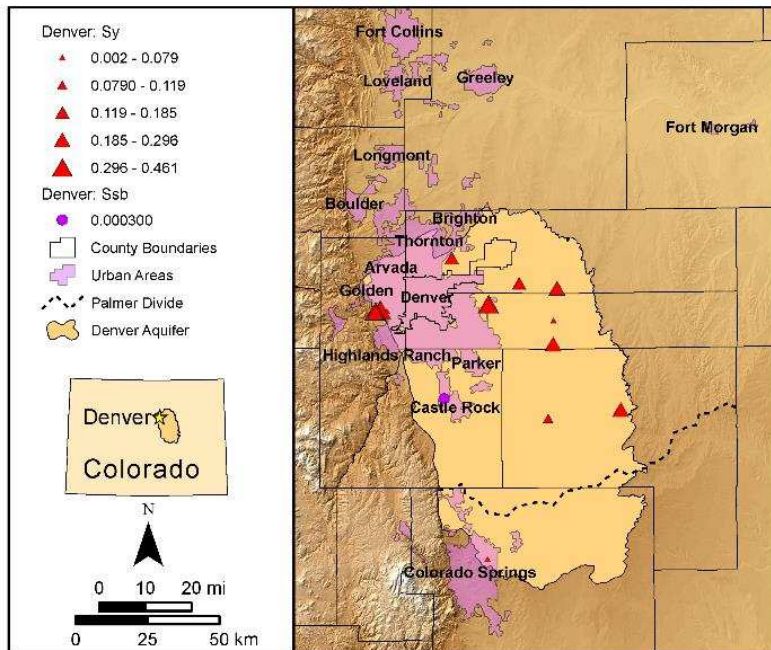 Denver: Sy
0.002 - 0.079
0.0790 - 0.119
0.119 - 0.185
0.185 - 0.296
0.296 - 0.461
Denver: Ssb
0.000300
County Boundaries
Urban Areas
Palmer Divide
Denver Aquifer
Denver
Colorado
N
0 10 20 mi
0 25 50 km
Fort Collins
Loveland
Greeley
Fort Morgan
Longmont
Boulder
Brighton
Thornton
Arvada
Golden
Denver
Highlands Ranch
Parker
Castle Rock
Colorado Springs